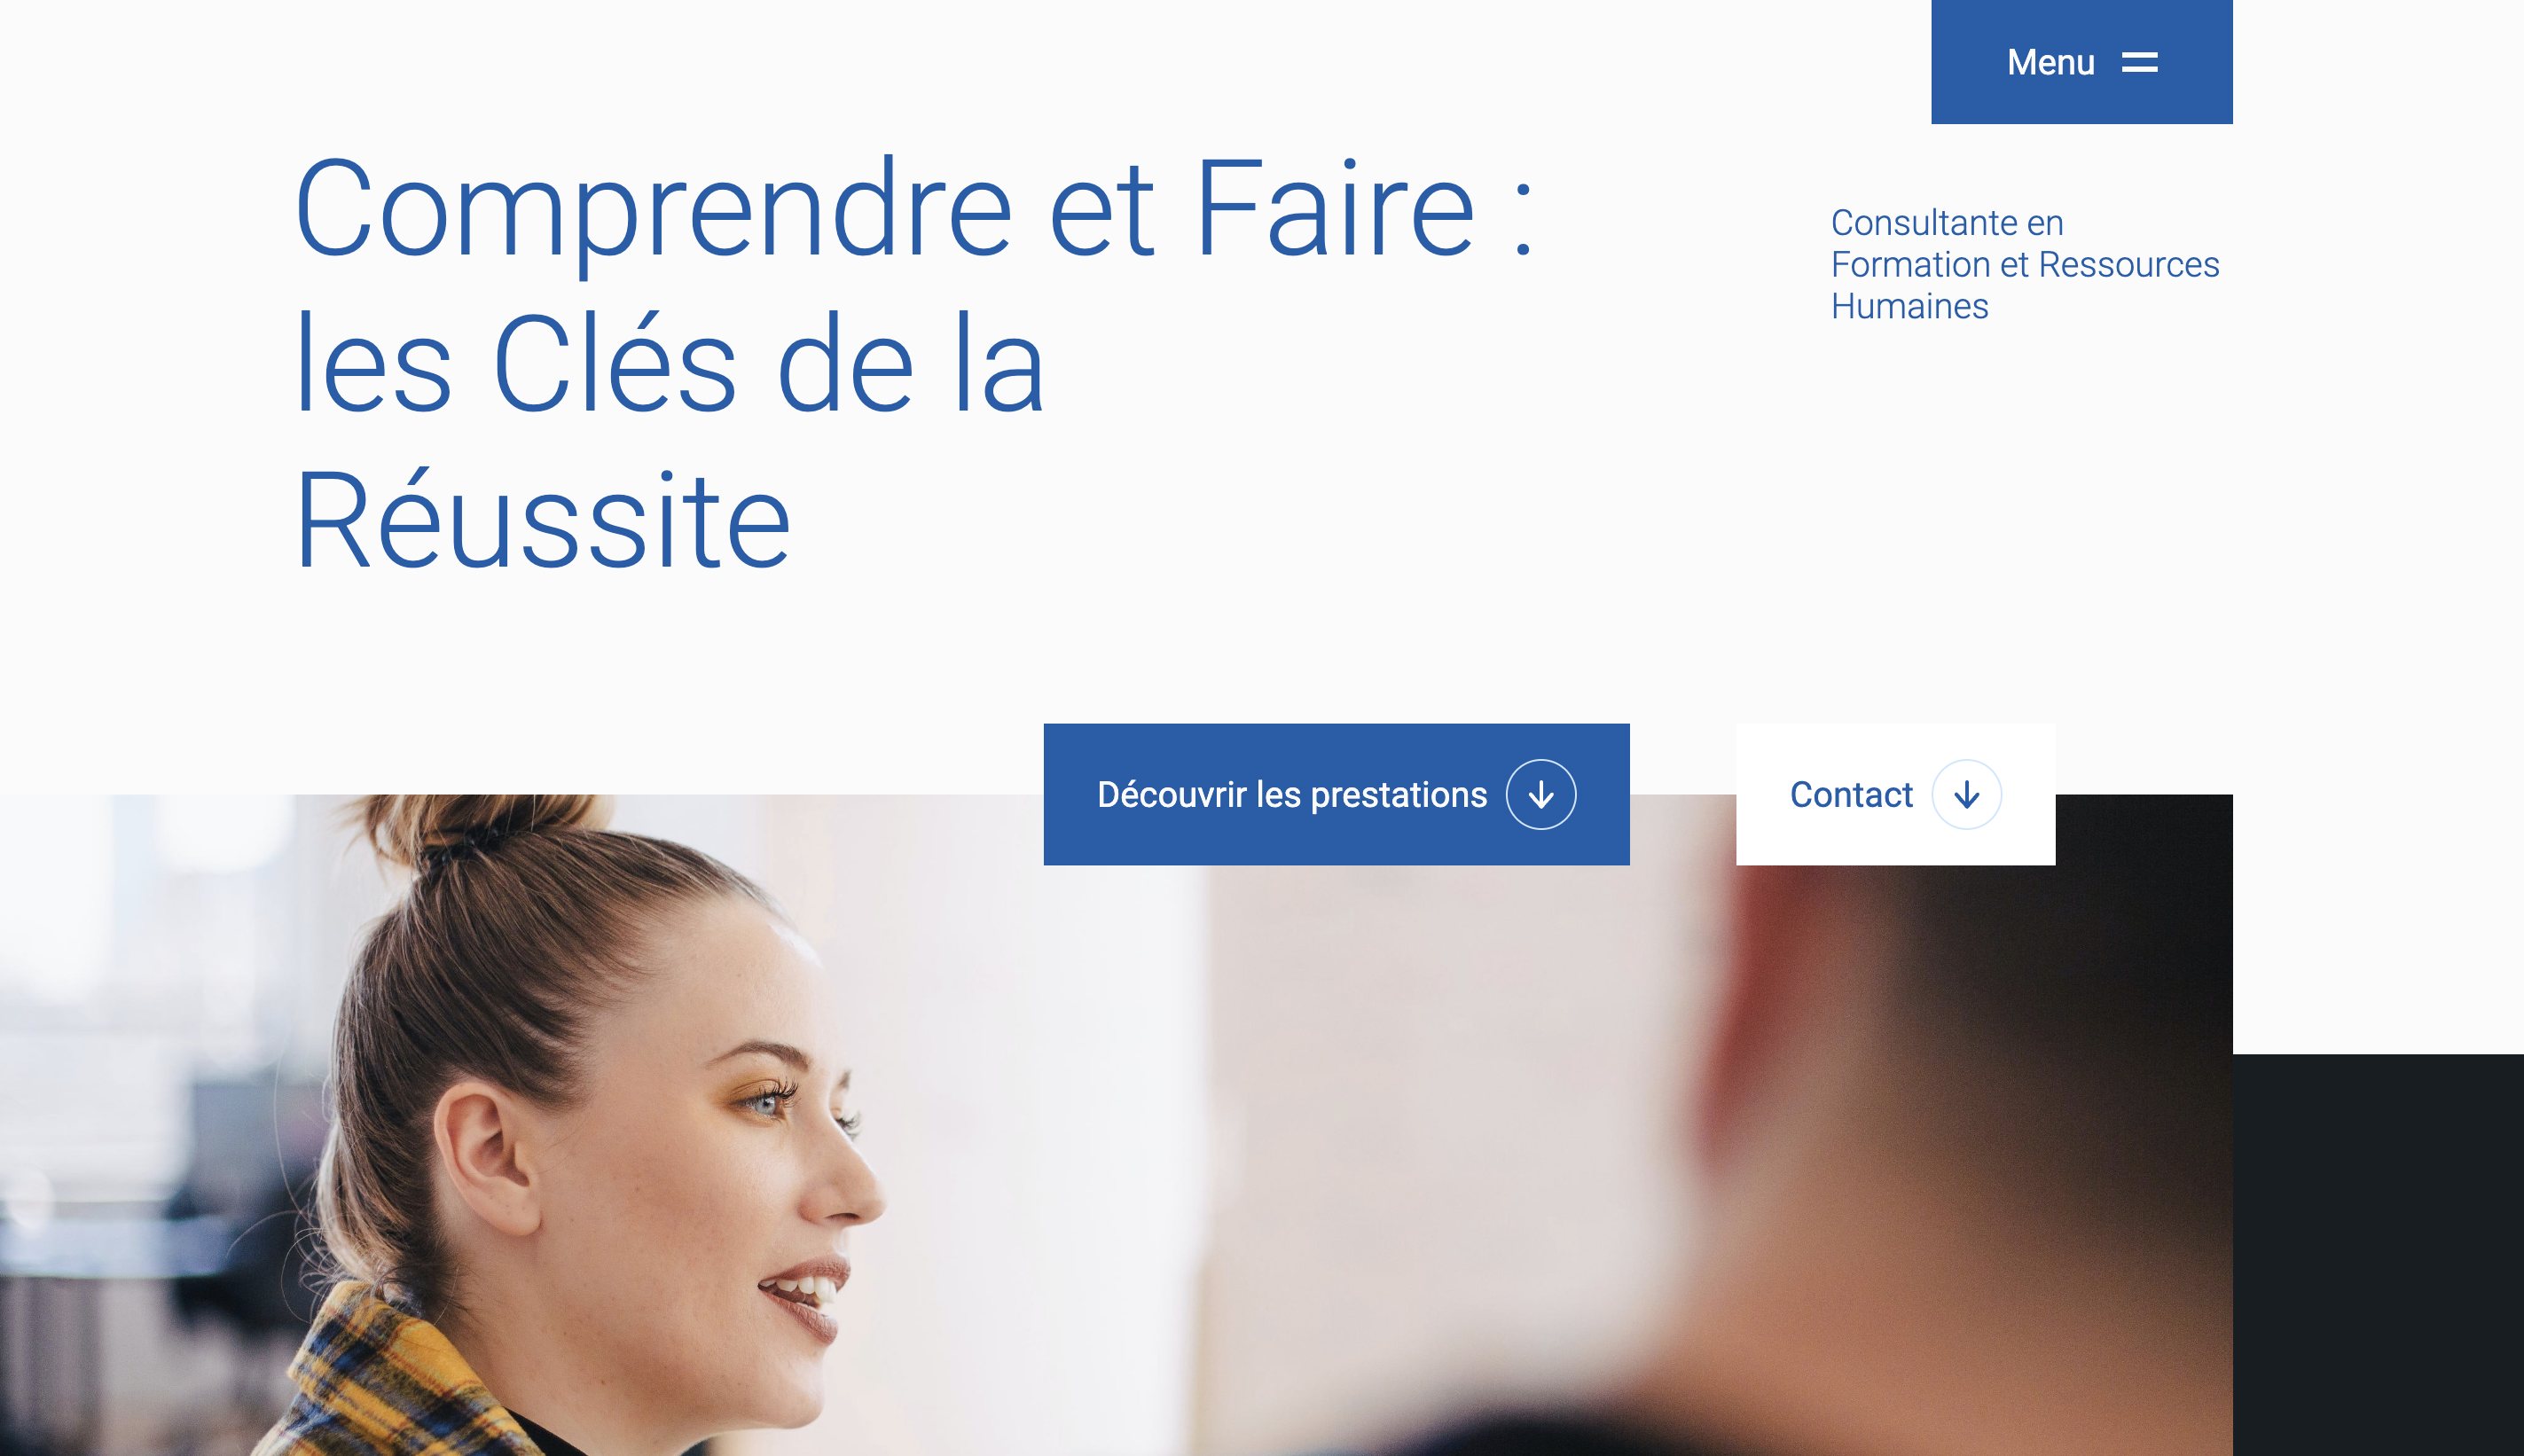 Menu
Comprendre et Faire :
les Clés de la
Réussite
Consultante en
Formation et Ressources
Humaines
Découvrir les prestations
Contact